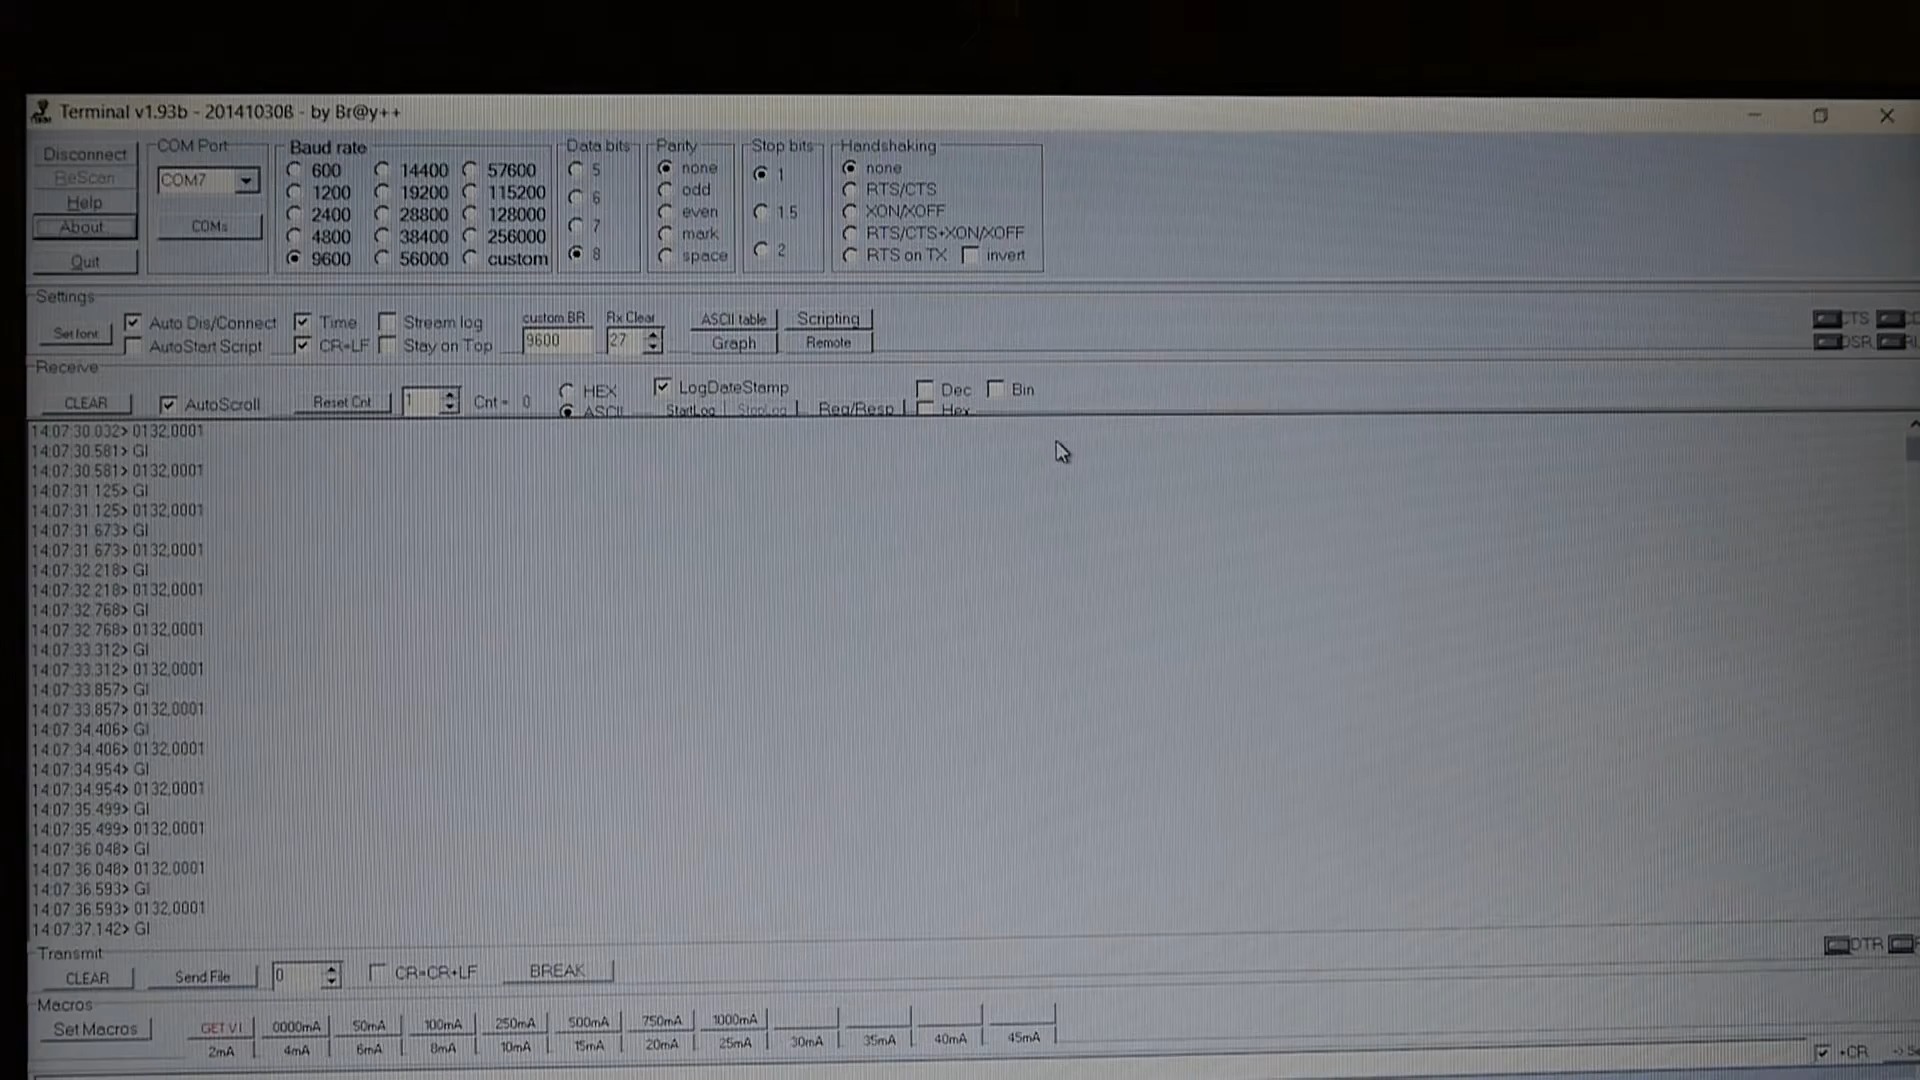 Terminal v1.93b - 20141030ß - by Br@y++
Disconnect
ReScan
Help
About
Quit
COM Port
COM7
COMs
Baud rate
600 14400 57600
1200 19200 115200
2400 28800 128000
4800 38400 256000
9600 56000 custom
Data bits
5
6
7
8
Parity
none
odd
even
mark
space
Stop bits
1
1.5
2
Handshaking
none
RTS/CTS
XON/XOFF
RTS/CTS+XON/XOFF
RTS on TX invert
Settings
Set font
Auto Dis/Connect Time Stream log
AutoStart Script CR=LF Stay on Top
custom BR Rx Clear
9600 27
ASCII table Scripting
Graph Remote
CTS
DSR
Receive
CLEAR AutoScroll Reset Cnt 1 Cnt = 0
HEX
ASCII
LogDateStamp
StartLog StopLog Req/Resp
Dec Bin
Hex
14:07:30.032> 0132,0001
14:07:30.581> GI
14:07:30.581> 0132,0001
14:07:31.125> GI
14:07:31.125> 0132,0001
14:07:31.673> GI
14:07:31.673> 0132,0001
14:07:32.218> GI
14:07:32.218> 0132,0001
14:07:32.768> GI
14:07:32.768> 0132,0001
14:07:33.312> GI
14:07:33.312> 0132,0001
14:07:33.857> GI
14:07:33.857> 0132,0001
14:07:34.406> GI
14:07:34.406> 0132,0001
14:07:34.954> GI
14:07:34.954> 0132,0001
14:07:35.499> GI
14:07:35.499> 0132,0001
14:07:36.048> GI
14:07:36.048> 0132,0001
14:07:36.593> GI
14:07:36.593> 0132,0001
14:07:37.142> GI
DTR
Transmit
CLEAR Send File 0 CR=CR+LF BREAK
Macros
Set Macros
GET VI 0000mA 50mA 100mA 250mA 500mA 750mA 1000mA
2mA 4mA 6mA 8mA 10mA 15mA 20mA 25mA 30mA 35mA 40mA 45mA
+CR